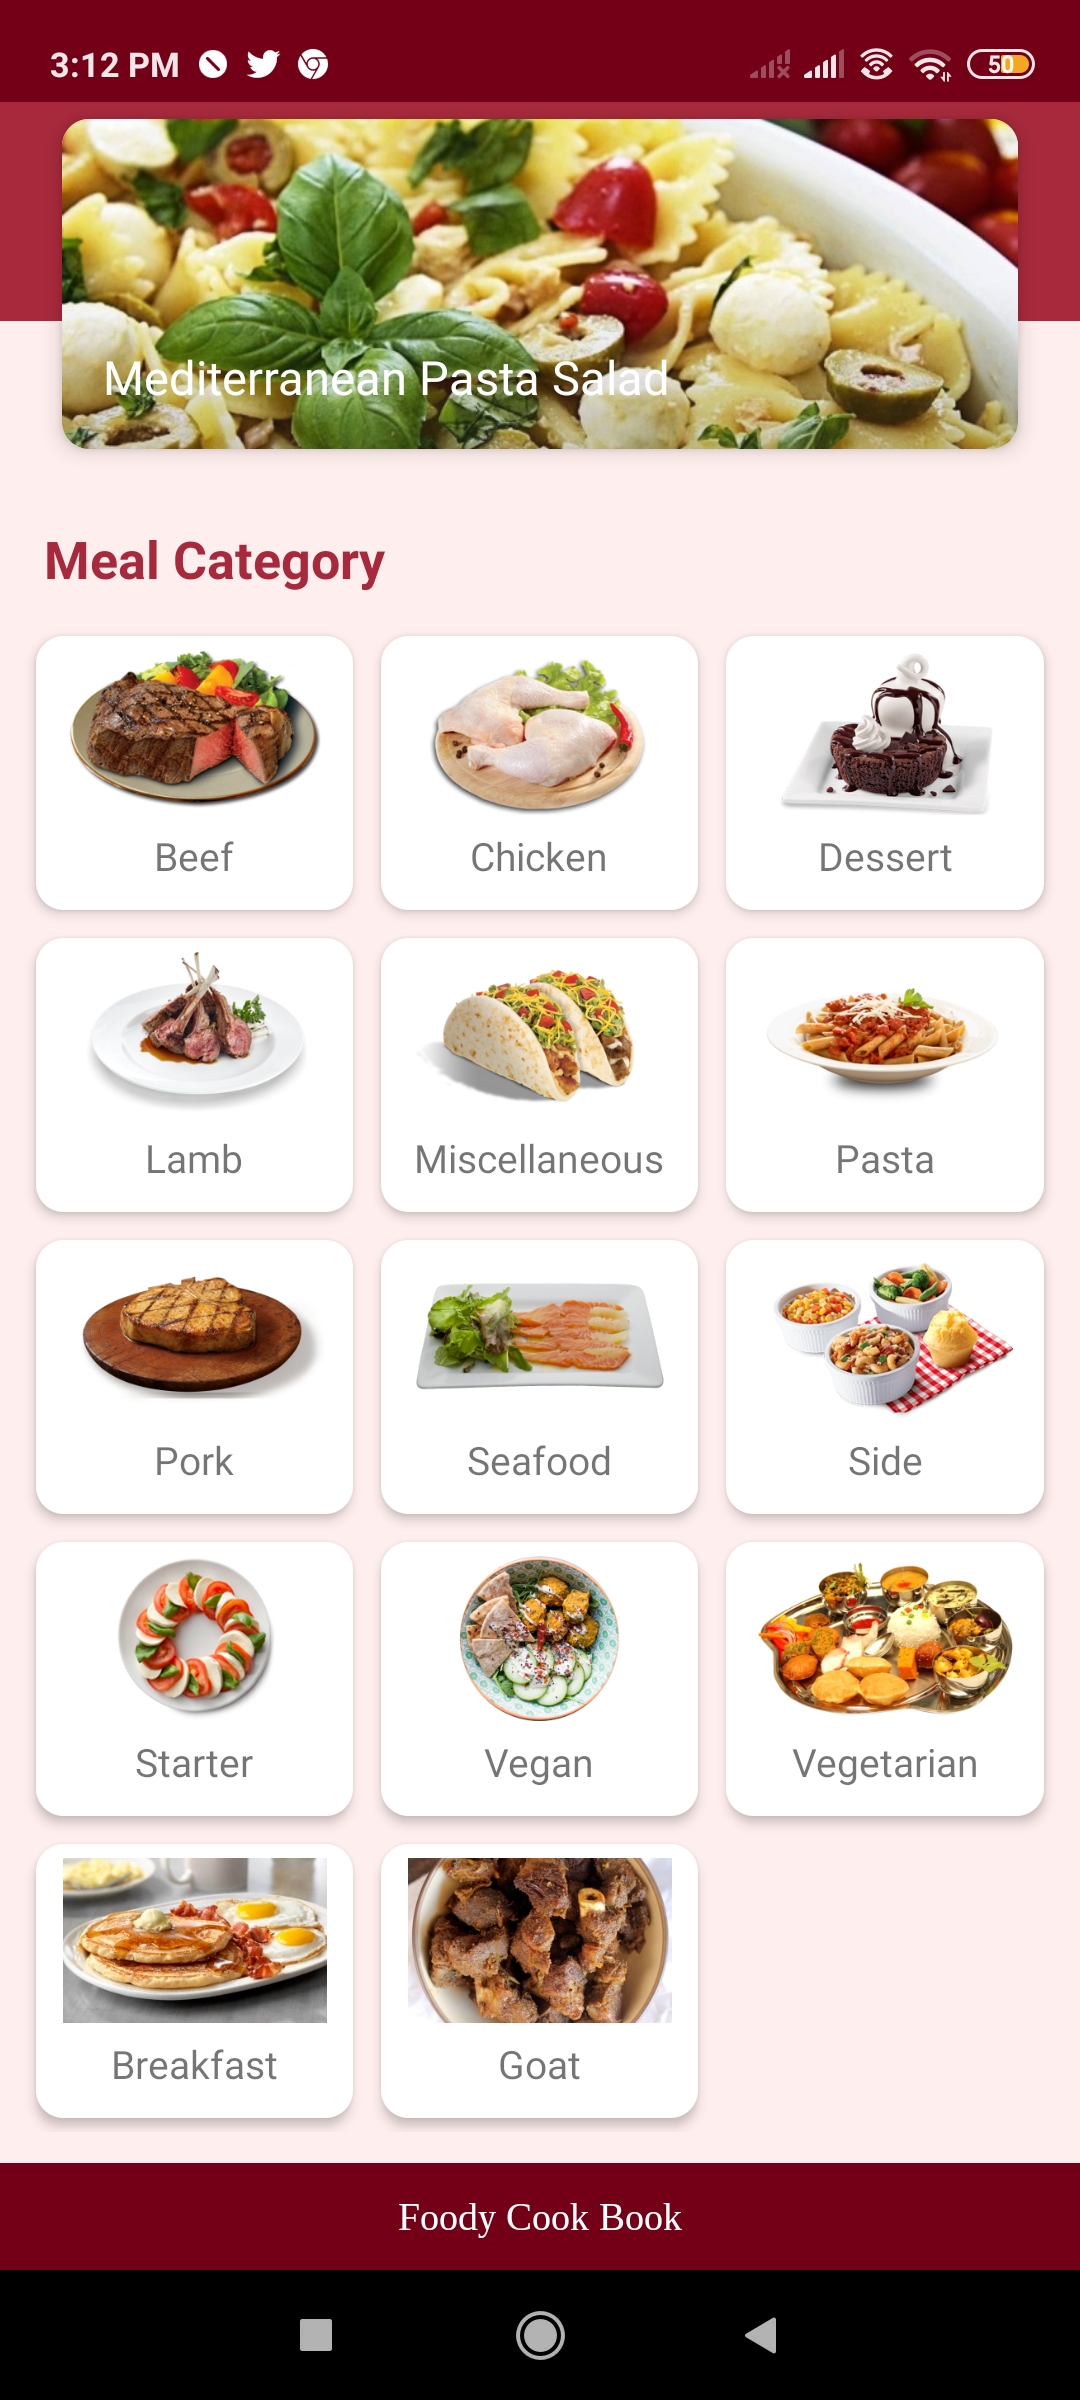 3:12 PM
50
Mediterranean Pasta Salad
Meal Category
Beef
Chicken
Dessert
Lamb
Miscellaneous
Pasta
Pork
Seafood
Side
Starter
Vegan
Vegetarian
Breakfast
Goat
Foody Cook Book